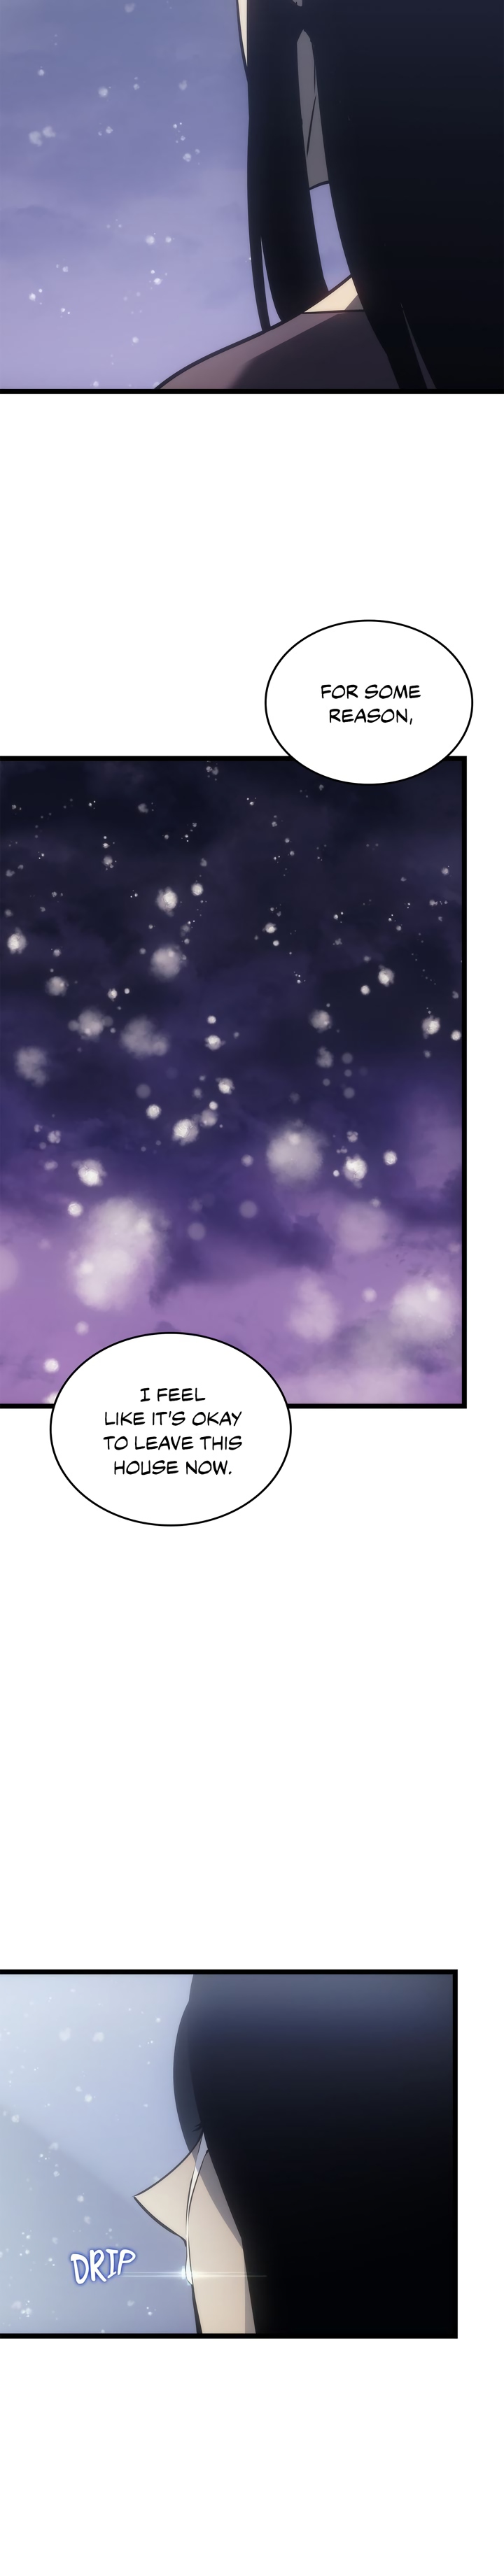 FOR SOME
REASON,
I FEEL
LIKE IT'S OKAY
TO LEAVE THIS
HOUSE NOW.
DRIP